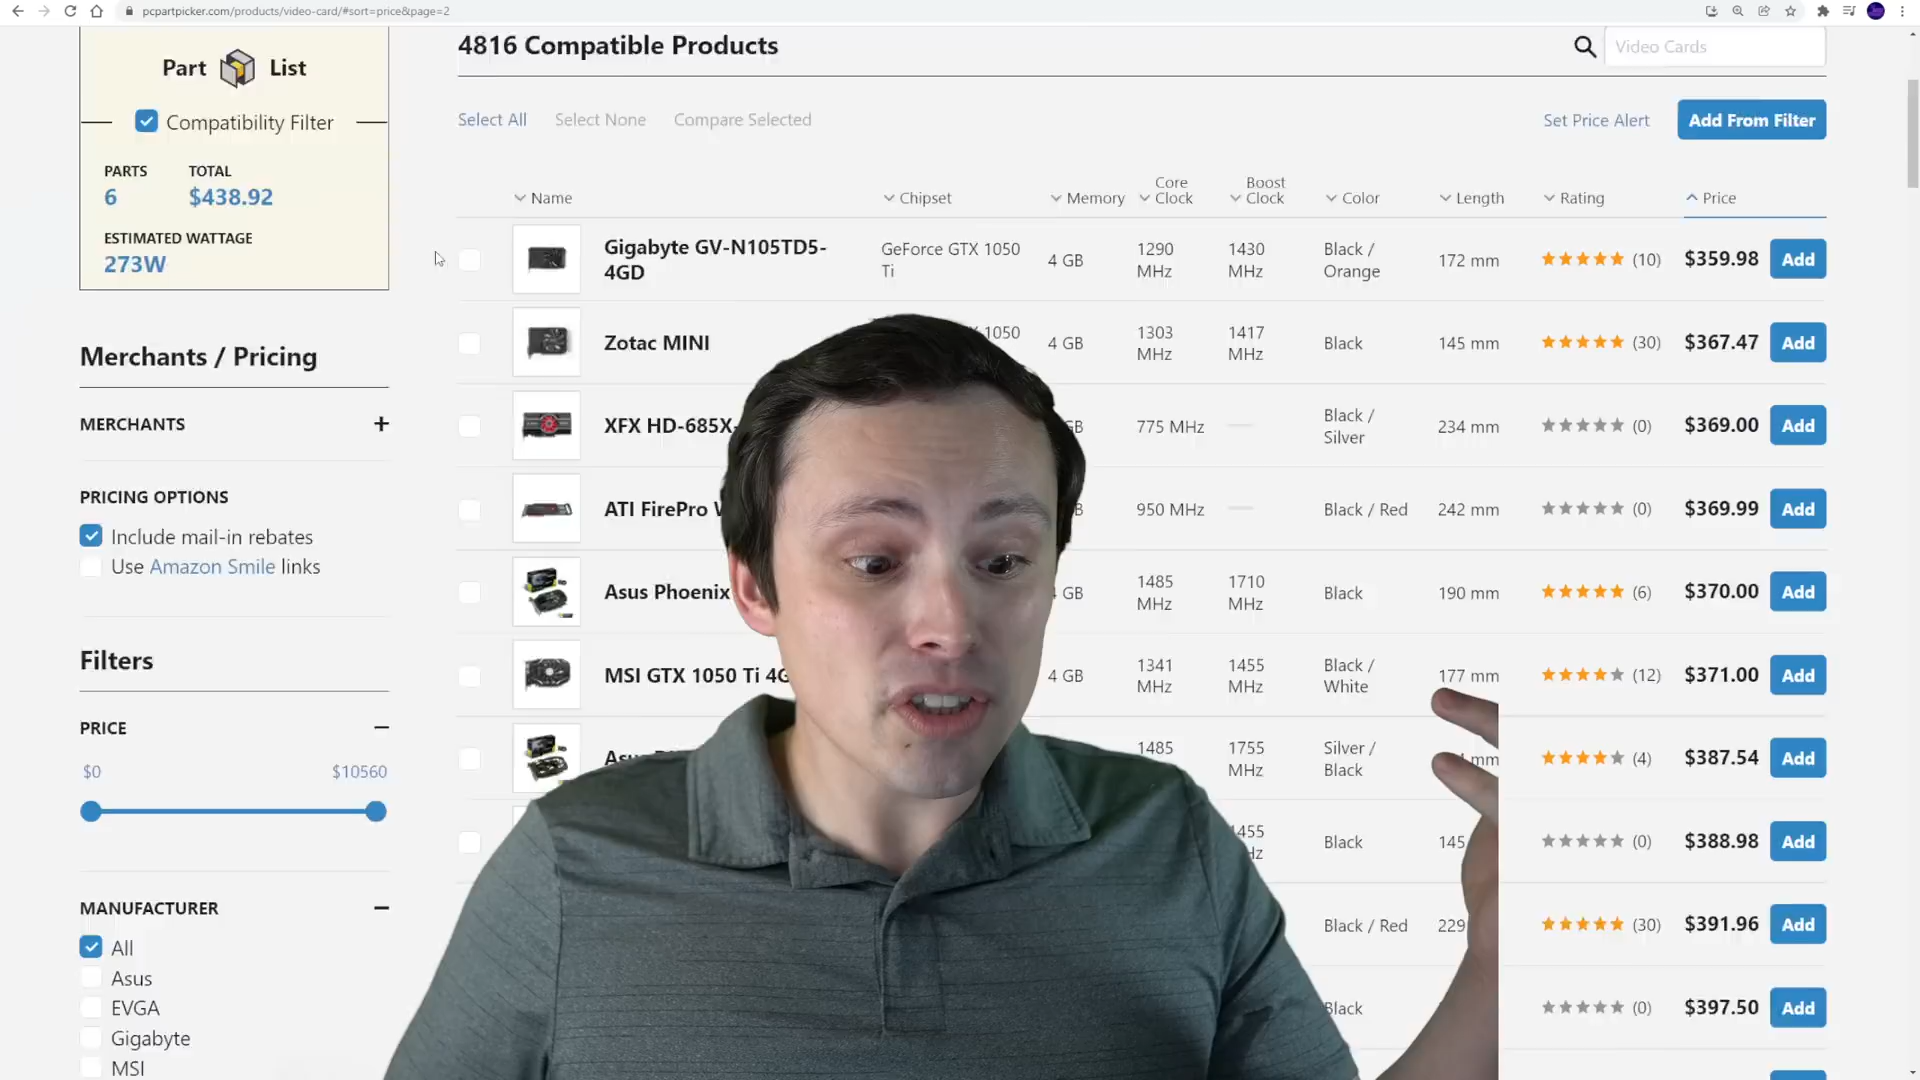 pcpartpicker.com/products/video-card/#sort=price&page=2
Part List
Compatibility Filter
PARTS TOTAL
6 $438.92
ESTIMATED WATTAGE
273W
Merchants / Pricing
MERCHANTS
PRICING OPTIONS
Include mail-in rebates
Use Amazon Smile links
Filters
PRICE
$0 $10560
MANUFACTURER
All
Asus
EVGA
Gigabyte
MSI
4816 Compatible Products
Video Cards
Select All Select None Compare Selected Set Price Alert Add From Filter
Name Chipset Memory Core Clock Boost Clock Color Length Rating Price
Gigabyte GV-N105TD5-4GD GeForce GTX 1050 Ti 4 GB 1290 MHz 1430 MHz Black / Orange 172 mm (10) $359.98 Add
Zotac MINI 1050 4 GB 1303 MHz 1417 MHz Black 145 mm (30) $367.47 Add
XFX HD-685X- GB 775 MHz Black / Silver 234 mm (0) $369.00 Add
ATI FirePro 950 MHz Black / Red 242 mm (0) $369.99 Add
Asus Phoenix GB 1485 MHz 1710 MHz Black 190 mm (6) $370.00 Add
MSI GTX 1050 Ti 4G 4 GB 1341 MHz 1455 MHz Black / White 177 mm (12) $371.00 Add
1485 1755 MHz Silver / Black mm (4) $387.54 Add
1455 Black 145 (0) $388.98 Add
Black / Red 229 (30) $391.96 Add
Black (0) $397.50 Add